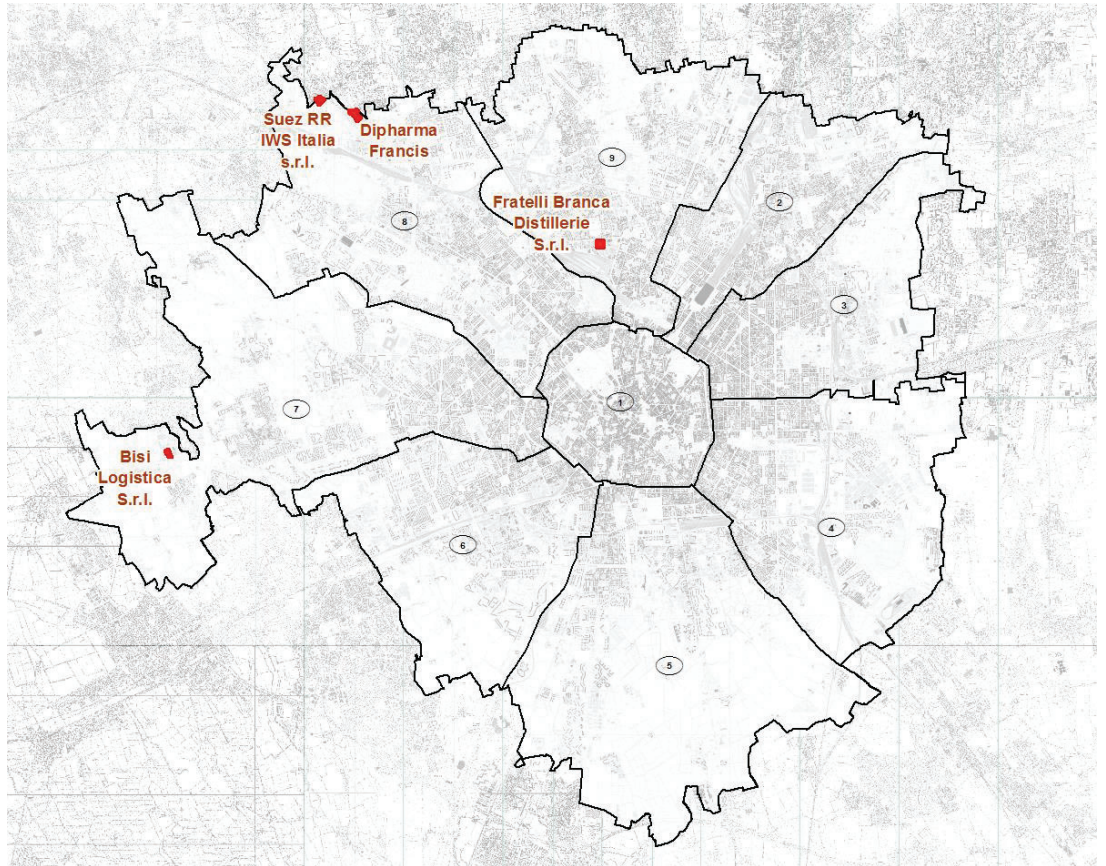 Suez RR
IWS Italia
s.r.l.
Dipharma
Francis
9
Fratelli Branca
Distillerie
S.r.l.
2
8
3
1
7
Bisi
Logistica
S.r.l.
4
6
5